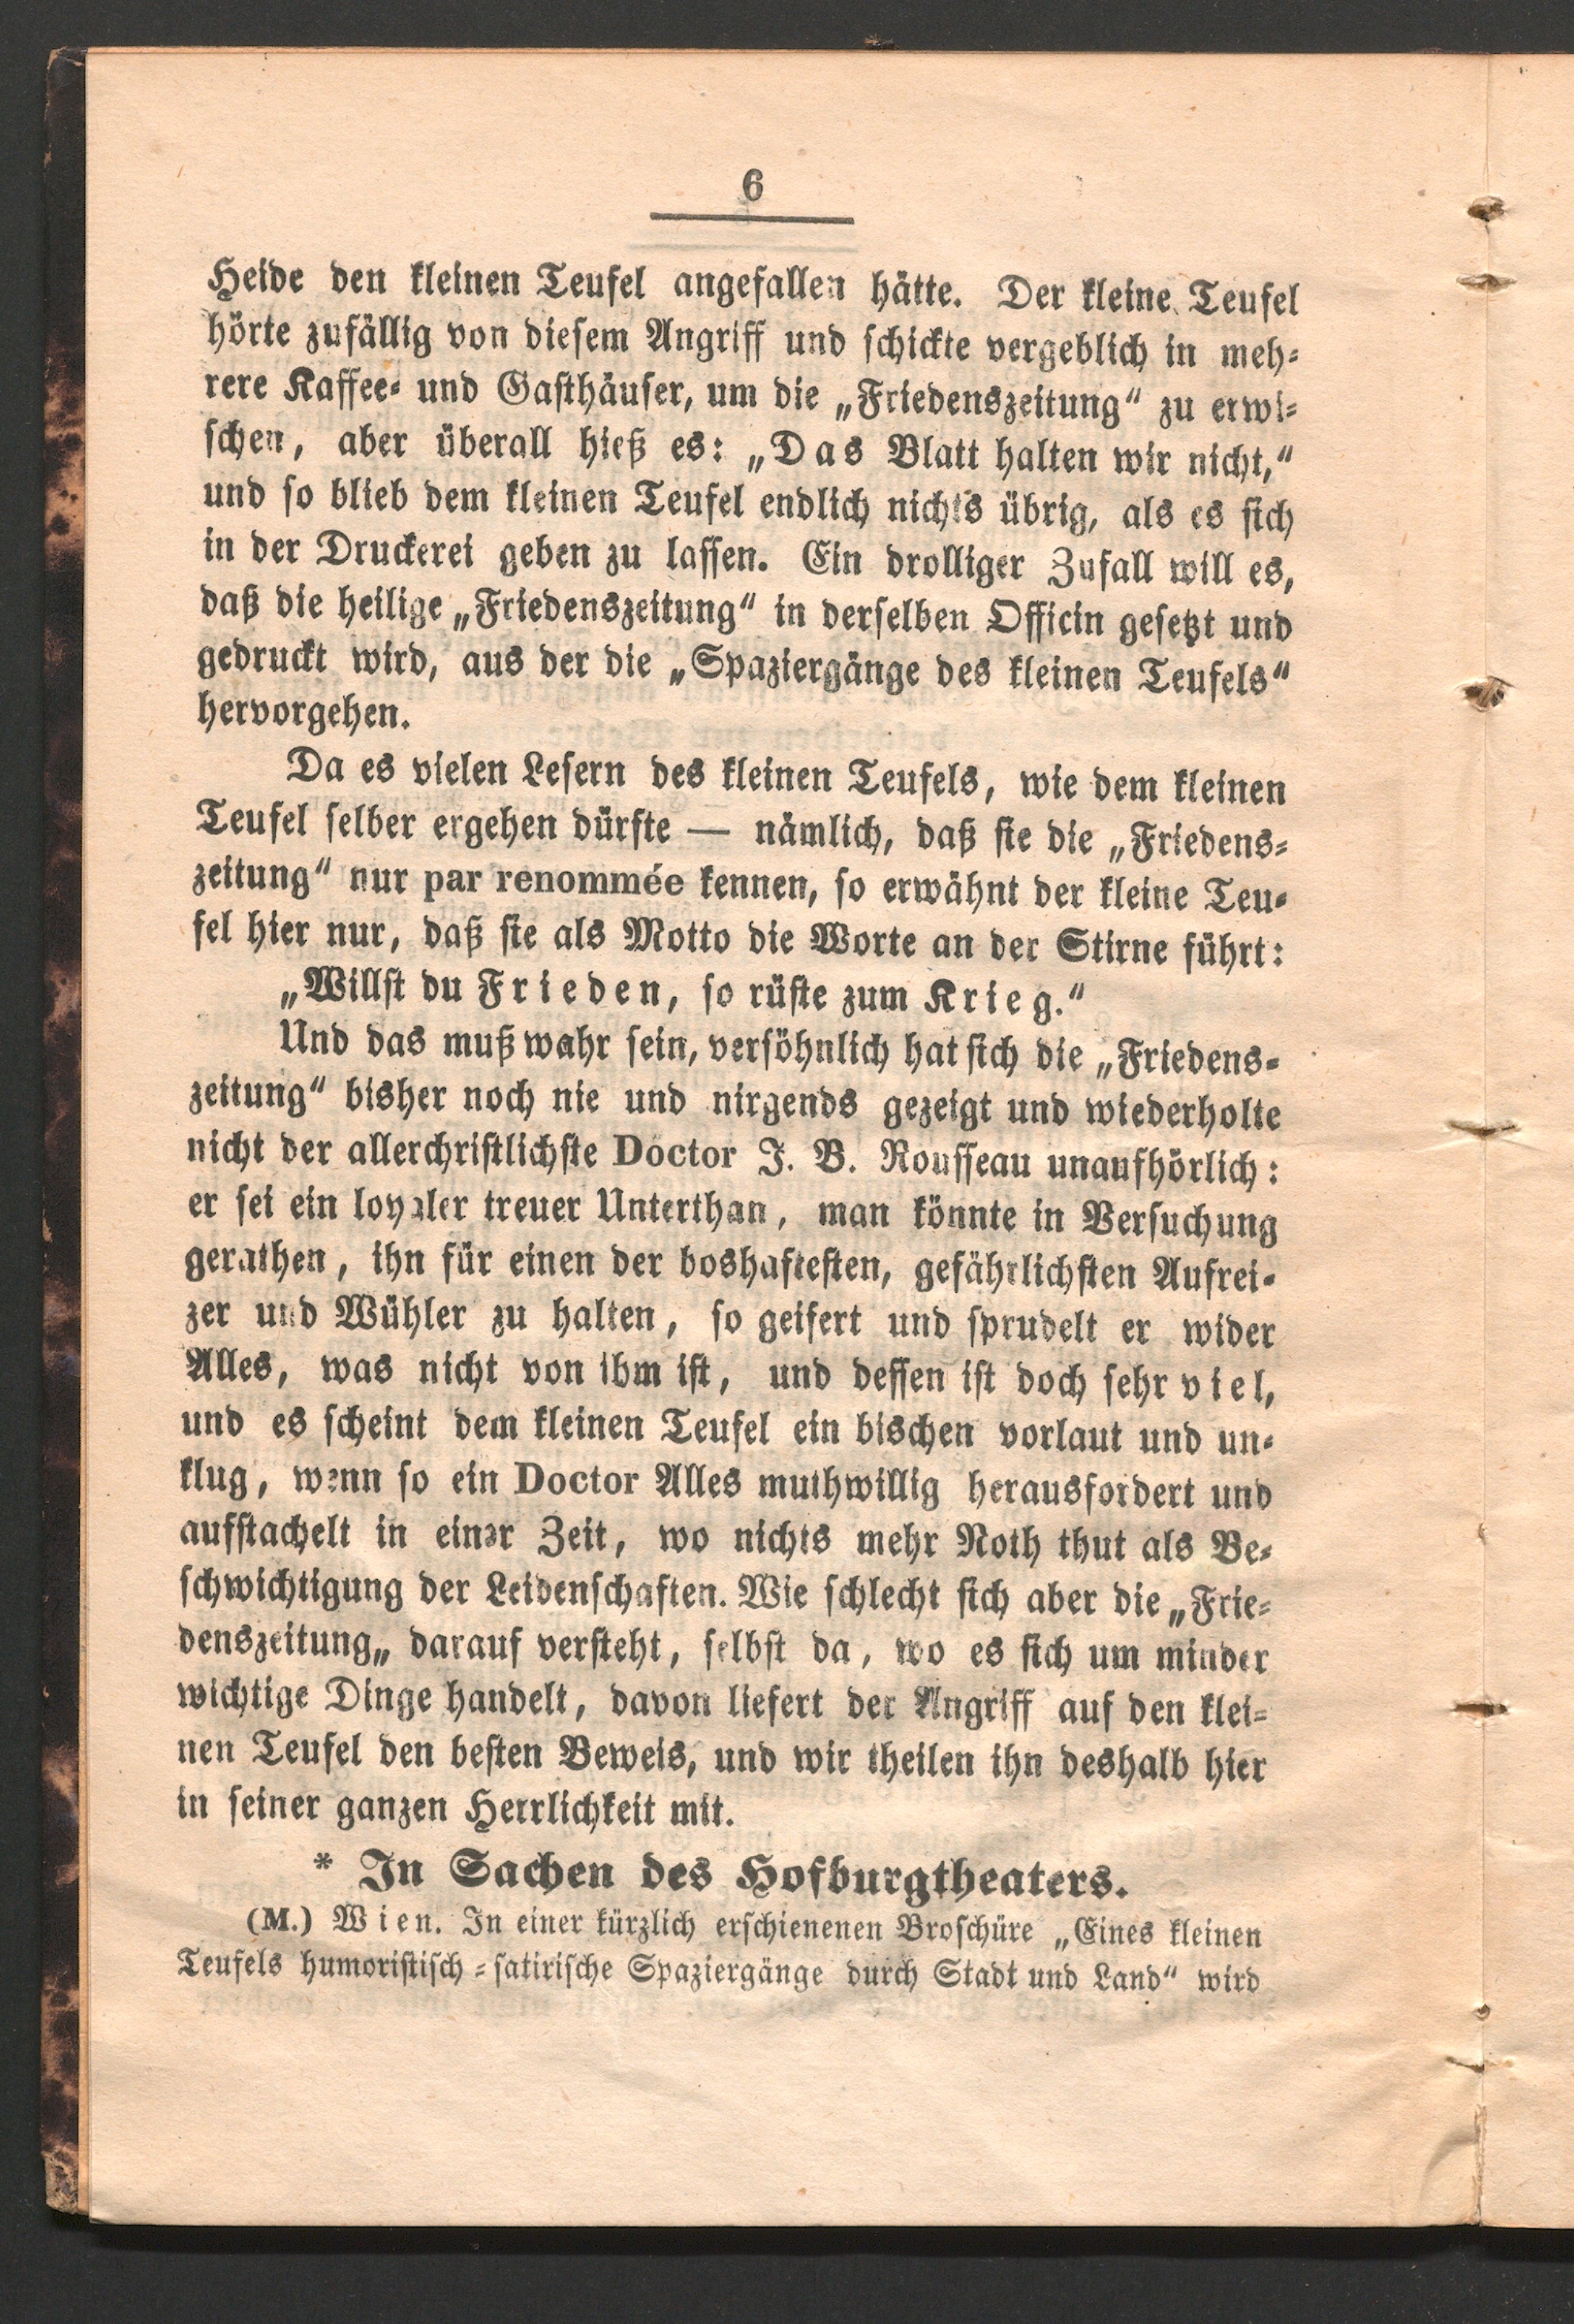 6
Heide den kleinen Teufel angefallen hätte. Der kleine Teufel
hörte zufällig von diesem Angriff und schickte vergeblich in meh-
rere Kaffee- und Gasthäuser, um die „Friedenszeitung“ zu erwi-
schen, aber überall hieß es: „Das Blatt halten wir nicht,“
und so blieb dem kleinen Teufel endlich nichts übrig, als es sich
in der Druckerei geben zu lassen. Ein drolliger Zufall will es,
daß die heilige „Friedenszeitung“ in derselben Officin gesetzt und
gedruckt wird, aus der die „Spaziergänge des kleinen Teufels“
hervorgehen.
Da es vielen Lesern des kleinen Teufels, wie dem kleinen
Teufel selber ergehen dürfte — nämlich, daß sie die „Friedens-
zeitung“ nur par renommée kennen, so erwähnt der kleine Teu-
fel hier nur, daß sie als Motto die Worte an der Stirne führt:
„Willst du Frieden, so rüste zum Krieg.“
Und das muß wahr sein, versöhnlich hat sich die „Friedens-
zeitung“ bisher noch nie und nirgends gezeigt und wiederholte
nicht der allerchristlichste Doctor J. B. Rousseau unaufhörlich:
er sei ein loyaler treuer Unterthan, man könnte in Versuchung
gerathen, ihn für einen der boshaftesten, gefährlichsten Aufrei-
zer und Wühler zu halten, so geifert und sprudelt er wider
Alles, was nicht von ihm ist, und dessen ist doch sehr viel,
und es scheint dem kleinen Teufel ein bischen vorlaut und un-
klug, wenn so ein Doctor Alles muthwillig herausfordert und
aufstachelt in einer Zeit, wo nichts mehr Noth thut als Be-
schwichtigung der Leidenschaften. Wie schlecht sich aber die „Frie-
denszeitung„ darauf versteht, selbst da, wo es sich um minder
wichtige Dinge handelt, davon liefert der Angriff auf den klei-
nen Teufel den besten Beweis, und wir theilen ihn deshalb hier
in seiner ganzen Herrlichkeit mit.
* In Sachen des Hofburgtheaters.
(M.) Wien. In einer kürzlich erschienenen Broschüre „Eines kleinen
Teufels humoristisch-satirische Spaziergänge durch Stadt und Land“ wird